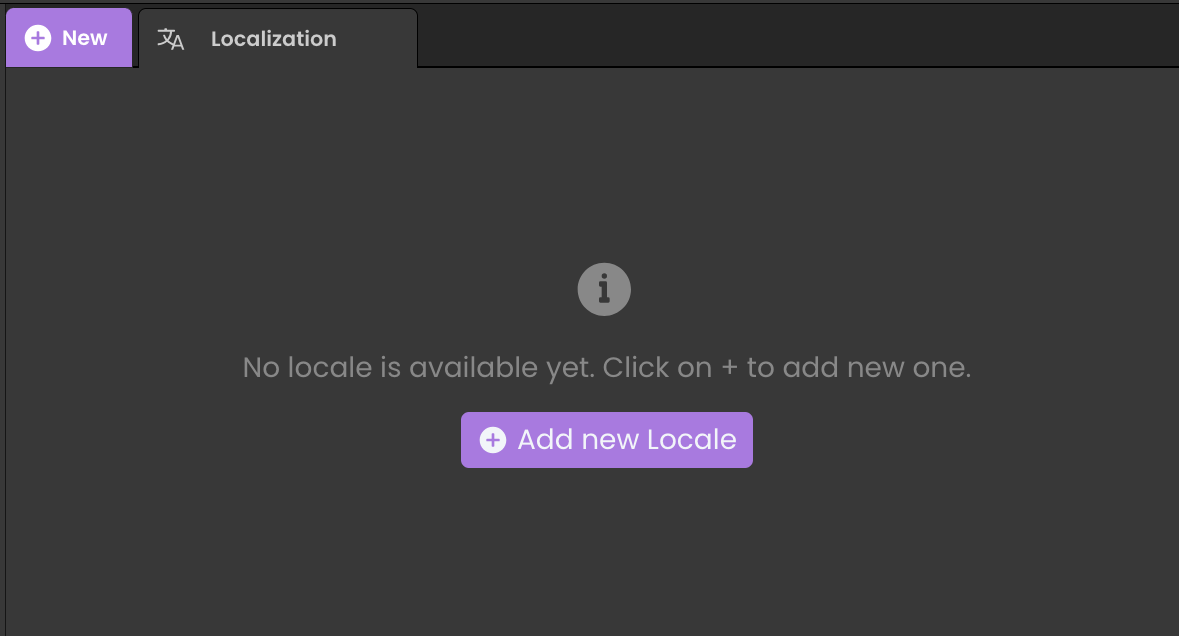 New
Localization
No locale is available yet. Click on + to add new one.
Add new Locale